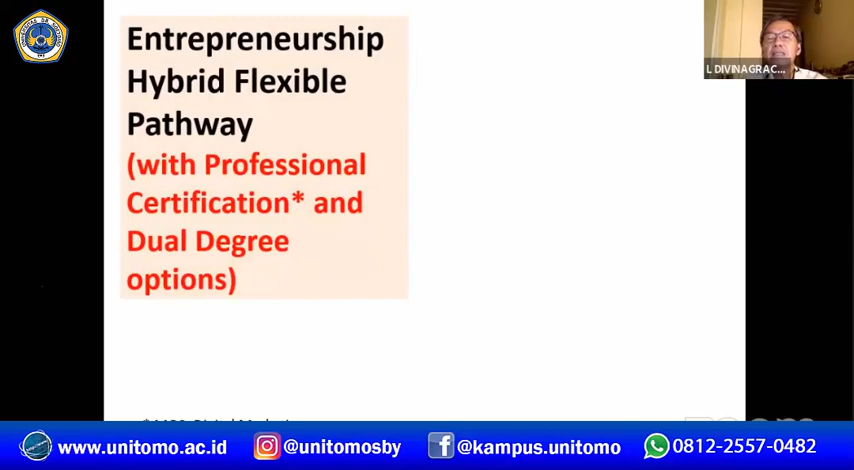 Entrepreneurship
Hybrid Flexible
Pathway
(with Professional
Certification* and
Dual Degree
options)
L DIVINAGRAC...
www.unitomo.ac.id
@unitomosby
@kampus.unitomo
0812-2557-0482